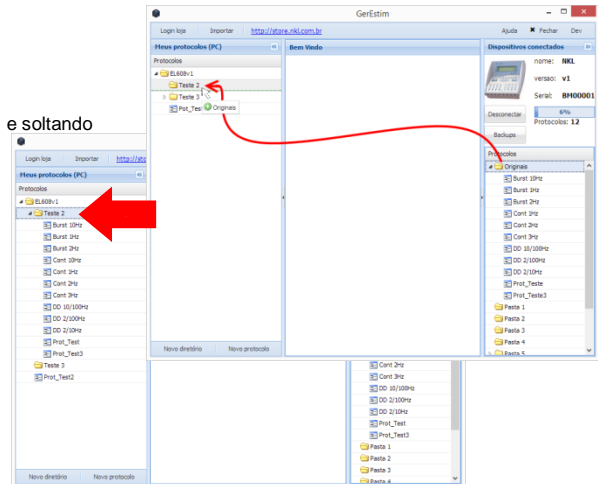 GerEstim
Login loja Importar http://store.nkl.com.br Ajuda Fechar Dev
Meus protocolos (PC) Bem Vindo Dispositivos conectados
nome: NKL
versao: v1
Serial: BM00001
Desconectar 6%
Protocolos: 12
Backups
Protocolos
EL608v1
Teste 2
Teste 3
Pot_Tes Originais
Protocolos
Originais
Burst 10Hz
Burst 1Hz
Burst 2Hz
Cont 1Hz
Cont 2Hz
Cont 3Hz
DD 10/100Hz
DD 2/100Hz
DD 2/10Hz
Prot_Teste
Prot_Teste3
Pasta 1
Pasta 2
Pasta 3
Pasta 4
Pasta 5
Novo diretório Novo protocolo
e soltando
Login loja Importar http://sto
Meus protocolos (PC)
Protocolos
EL608v1
Teste 2
Burst 10Hz
Burst 1Hz
Burst 2Hz
Cont 10Hz
Cont 1Hz
Cont 2Hz
Cont 3Hz
DD 10/100Hz
DD 2/100Hz
DD 2/10Hz
Prot_Test
Prot_Test3
Teste 3
Prot_Test2
Novo diretório Novo protocolo
Cont 2Hz
Cont 3Hz
DD 10/100Hz
DD 2/100Hz
DD 2/10Hz
Prot_Test
Prot_Test3
Pasta 1
Pasta 2
Pasta 3
Pasta 4